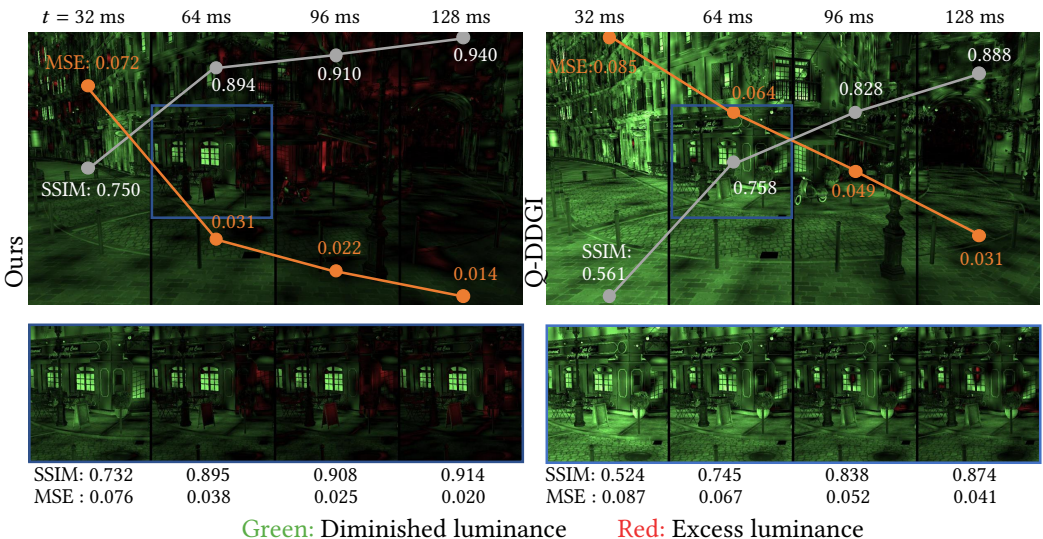 t = 32 ms 64 ms 96 ms 128 ms
MSE: 0.072
0.894
0.910
0.940
SSIM: 0.750
0.031
0.022
0.014
Ours
32 ms 64 ms 96 ms 128 ms
MSE:0.085
0.064
0.828
0.888
0.758
0.049
SSIM:
0.561
0.031
Q-DDGI
SSIM: 0.732 0.895 0.908 0.914
MSE : 0.076 0.038 0.025 0.020
SSIM: 0.524 0.745 0.838 0.874
MSE : 0.087 0.067 0.052 0.041
Green: Diminished luminance Red: Excess luminance